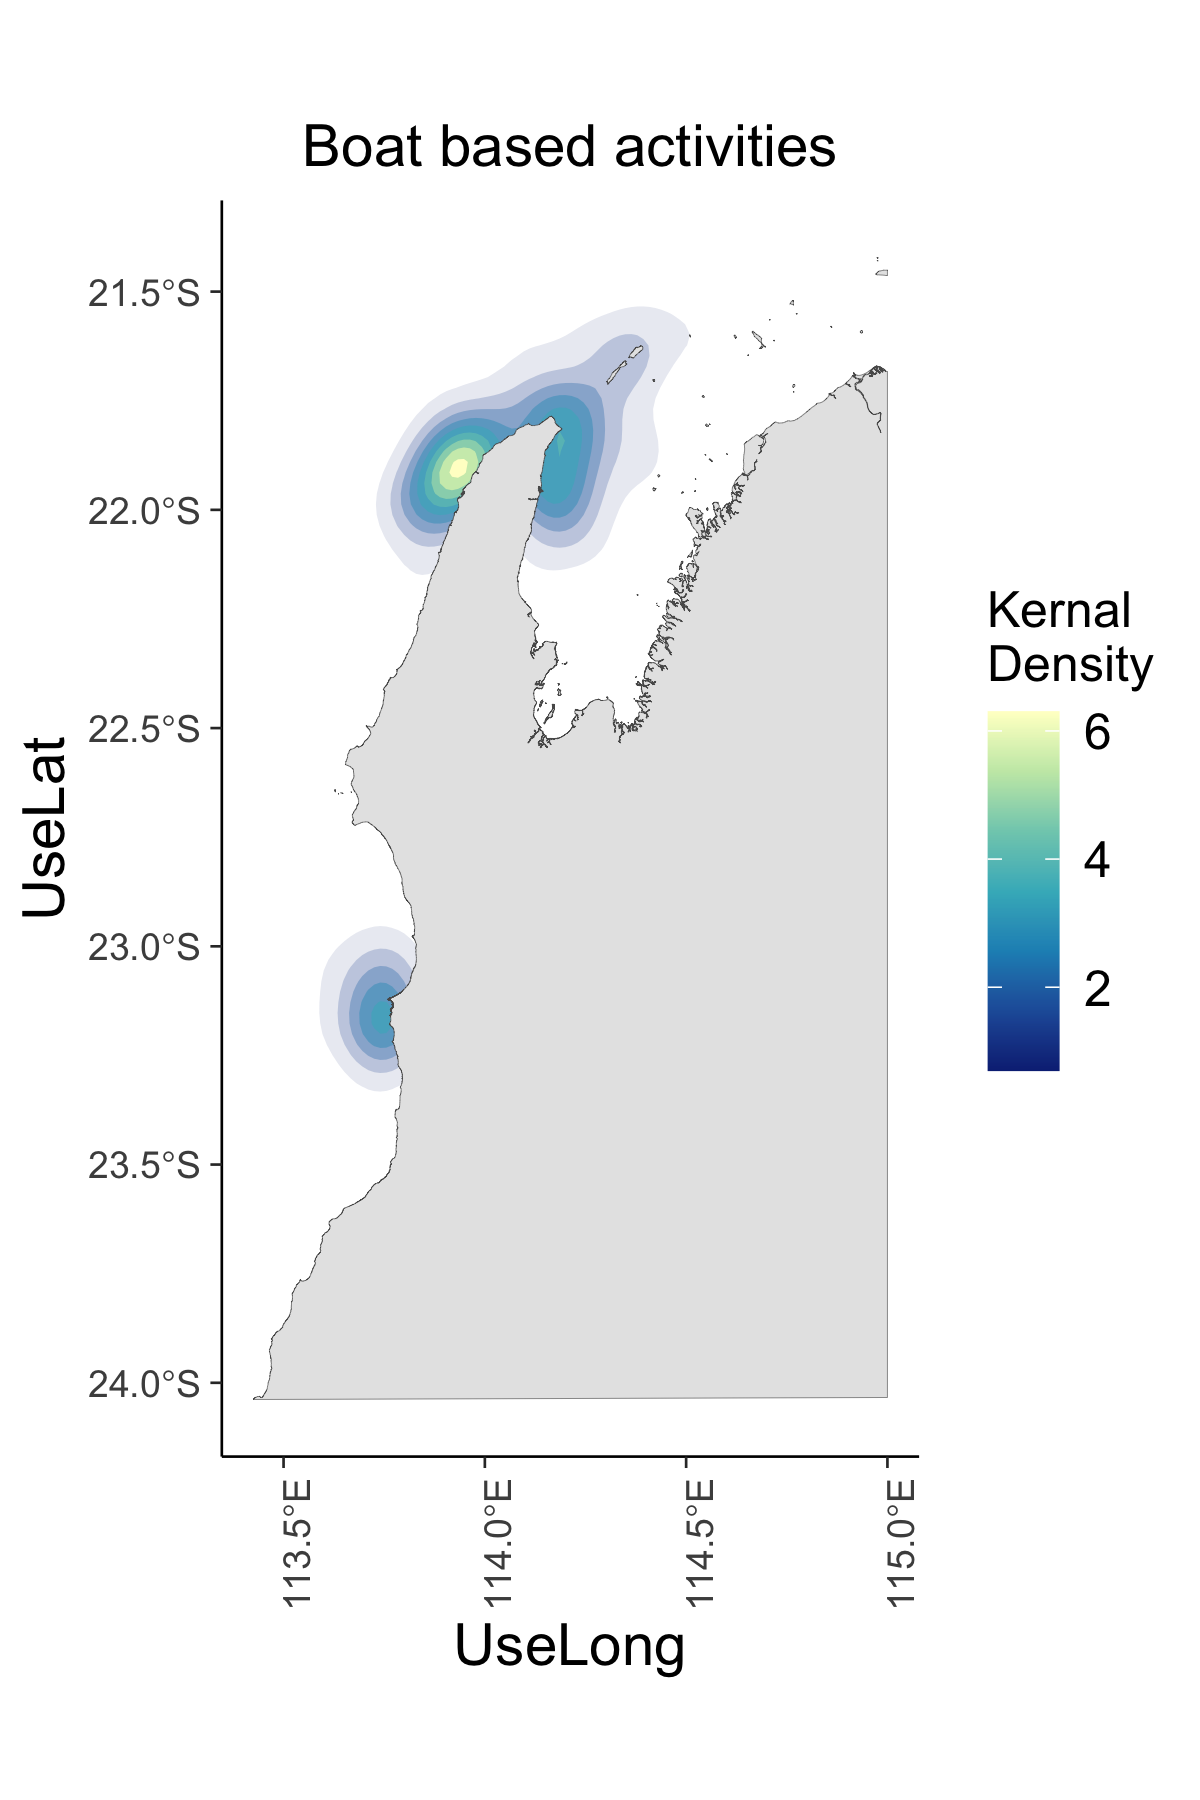 Boat based activities
21.5°S
22.0°S
22.5°S
23.0°S
23.5°S
24.0°S
UseLat
113.5°E
114.0°E
114.5°E
115.0°E
UseLong
Kernal
Density
6
4
2